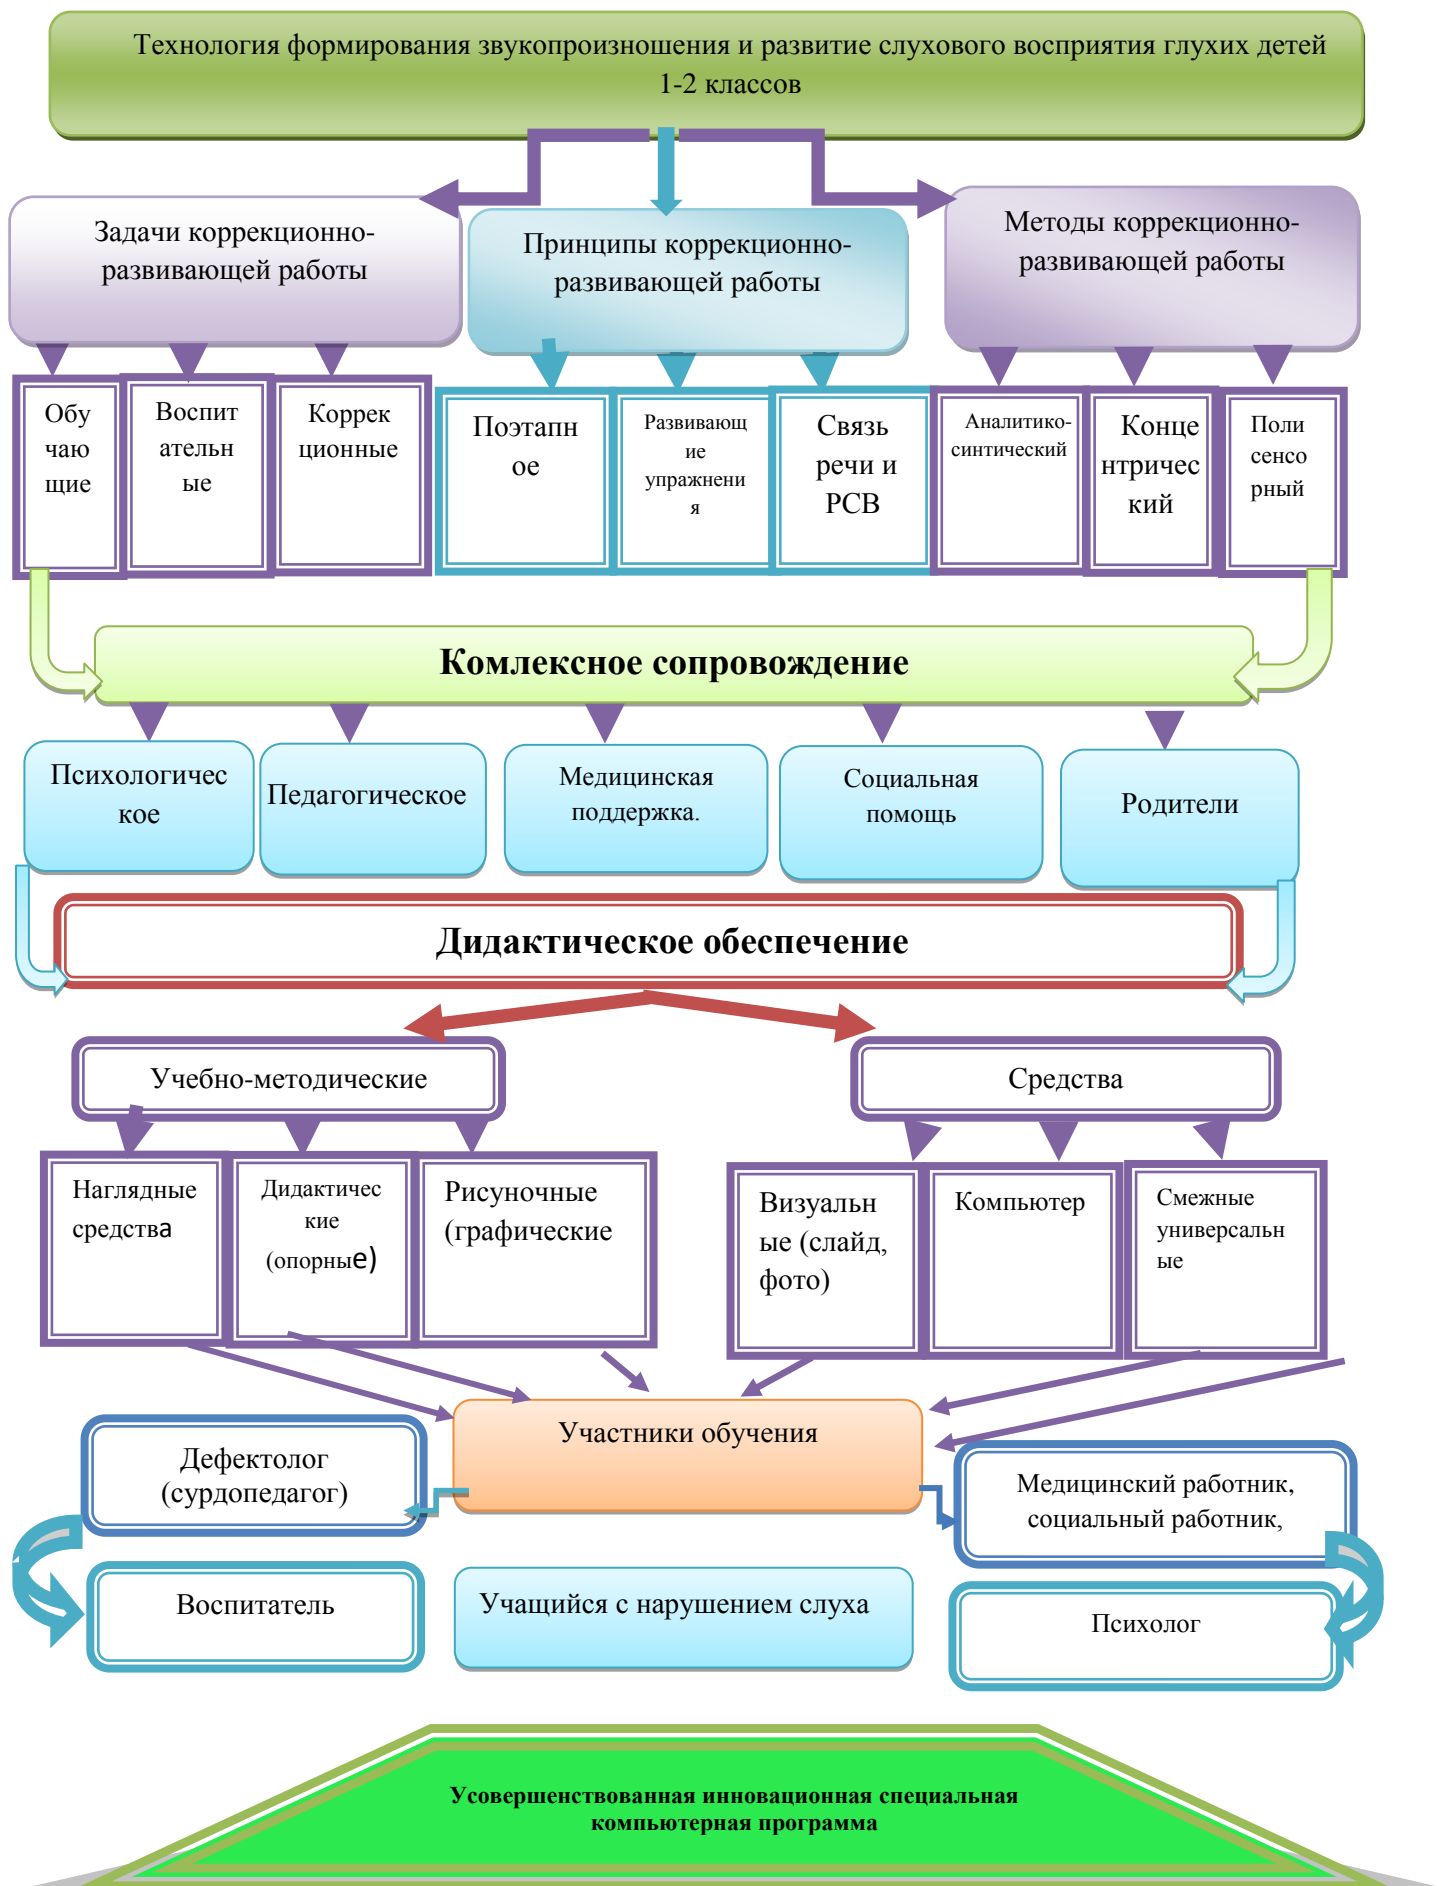 Технология формирования звукопроизношения и развитие слухового восприятия глухих детей
1-2 классов
Задачи коррекционно-
развивающей работы
Принципы коррекционно-
развивающей работы
Методы коррекционно-
развивающей работы
Обу
чаю
щие
Воспит
ательн
ые
Коррек
ционные
Поэтапн
ое
Развивающ
ие
упражнени
я
Связь
речи и
РСВ
Аналитико-
синтический
Конце
нтричес
кий
Поли
сенсо
рный
Комлексное сопровождение
Психологичес
кое
Педагогическое
Медицинская
поддержка.
Социальная
помощь
Родители
Дидактическое обеспечение
Учебно-методические
Средства
Наглядные
средства
Дидактичес
кие
(опорные)
Рисуночные
(графические
Визуальн
ые (слайд,
фото)
Компьютер
Смежные
универсальн
ые
Участники обучения
Дефектолог
(сурдопедагог)
Медицинский работник,
социальный работник,
Воспитатель
Учащийся с нарушением слуха
Психолог
Усовершенствованная инновационная специальная
компьютерная программа